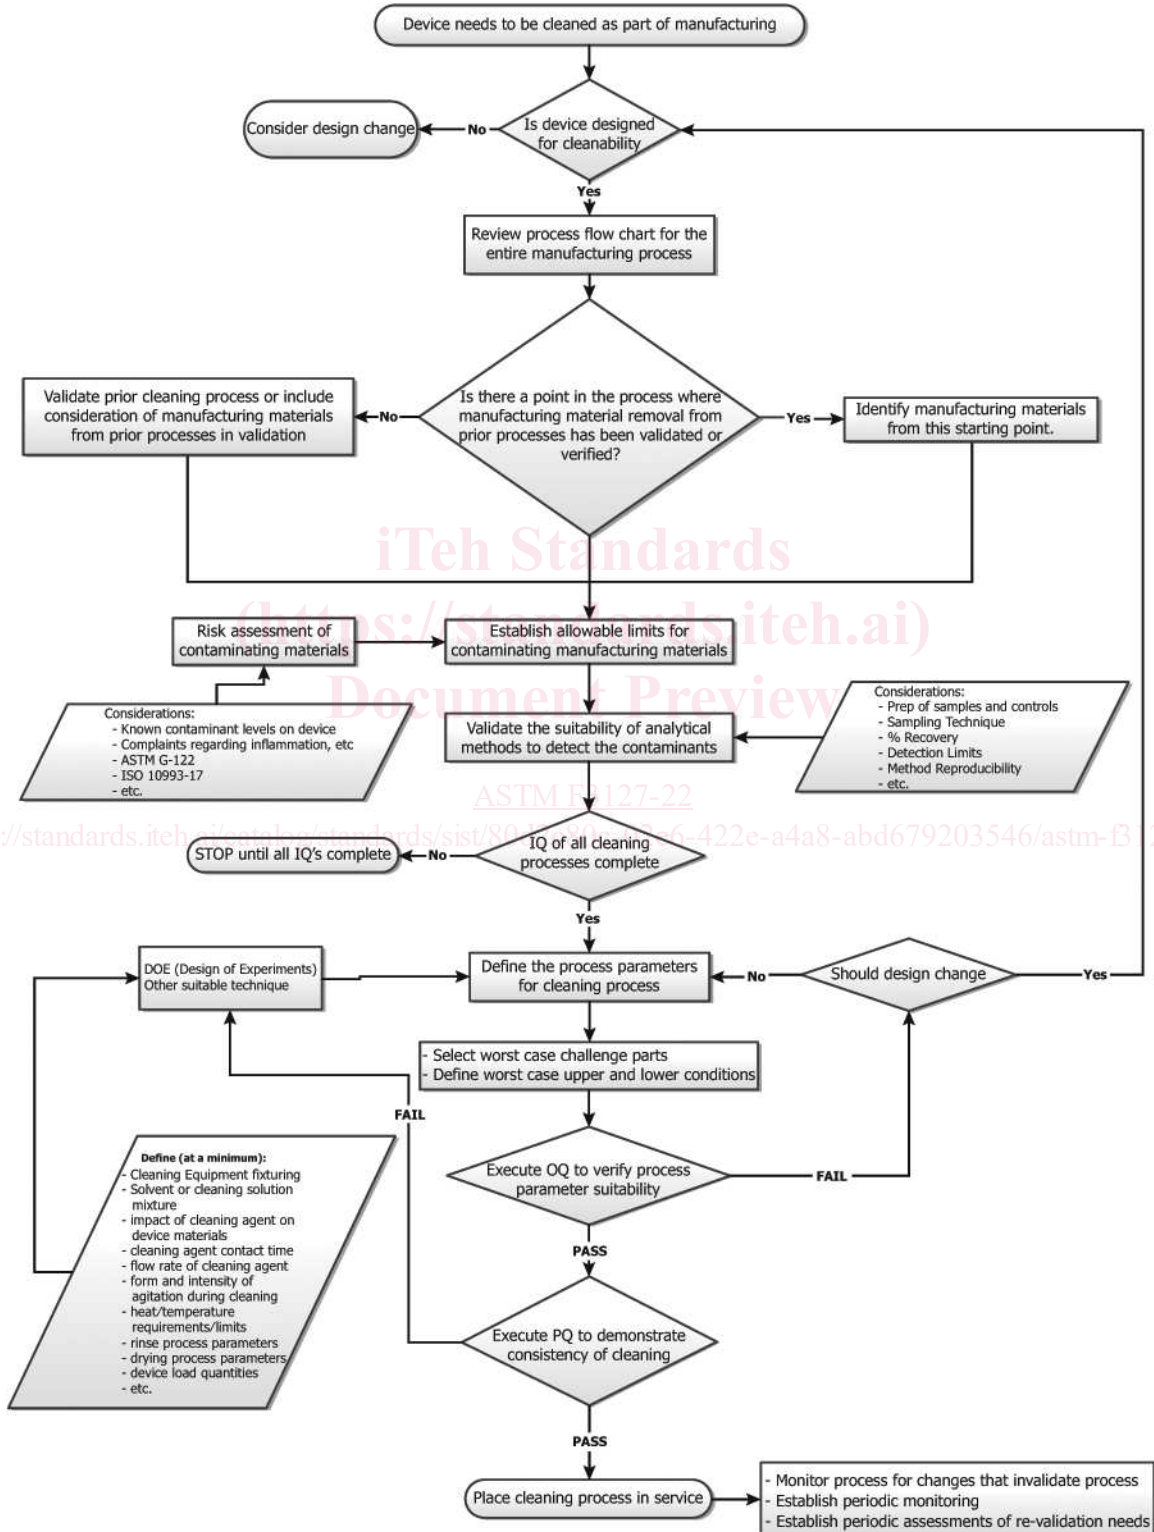 Device needs to be cleaned as part of manufacturing
Consider design change
No
Is device designed
for cleanability
Yes
Review process flow chart for the
entire manufacturing process
Validate prior cleaning process or include
consideration of manufacturing materials
from prior processes in validation
No
Is there a point in the process where
manufacturing material removal from
prior processes has been validated or
verified?
Yes
Identify manufacturing materials
from this starting point.
iTeh Standards
(https://standards.iteh.ai)
Document Preview
Risk assessment of
contaminating materials
Establish allowable limits for
contaminating manufacturing materials
Considerations:
- Known contaminant levels on device
- Complaints regarding inflammation, etc
- ASTM G-122
- ISO 10993-17
- etc.
Validate the suitability of analytical
methods to detect the contaminants
Considerations:
- Prep of samples and controls
- Sampling Technique
- % Recovery
- Detection Limits
- Method Reproducibility
- etc.
ASTM F3127-22
://standards.iteh.ai/catalog/standards/sist/
-422e-a4a8-abd679203546/astm-f312
STOP until all IQ's complete
No
IQ of all cleaning
processes complete
Yes
DOE (Design of Experiments)
Other suitable technique
Define the process parameters
for cleaning process
No
Should design change
Yes
- Select worst case challenge parts
- Define worst case upper and lower conditions
FAIL
Execute OQ to verify process
parameter suitability
FAIL
Define (at a minimum):
- Cleaning Equipment fixturing
- Solvent or cleaning solution
mixture
- impact of cleaning agent on
device materials
- cleaning agent contact time
- flow rate of cleaning agent
- form and intensity of
agitation during cleaning
- heat/temperature
requirements/limits
- rinse process parameters
- drying process parameters
- device load quantities
- etc.
PASS
Execute PQ to demonstrate
consistency of cleaning
PASS
Place cleaning process in service
- Monitor process for changes that invalidate process
- Establish periodic monitoring
- Establish periodic assessments of re-validation needs